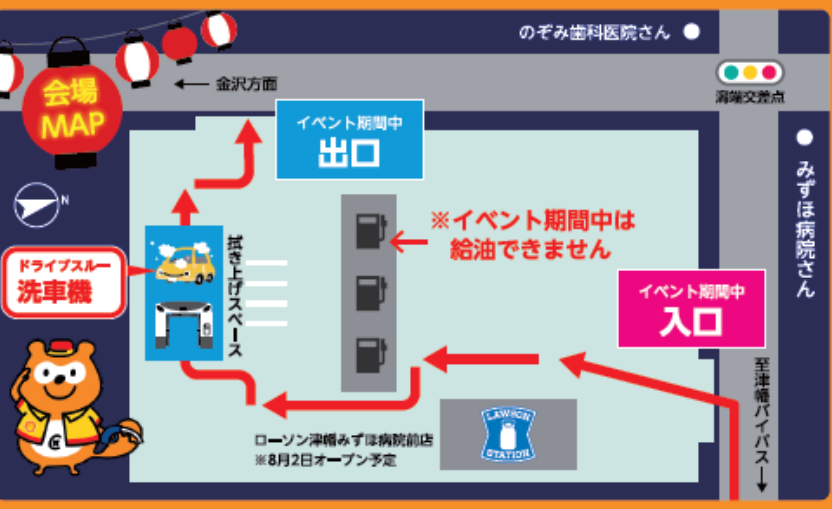 のぞみ歯科医院さん
会場
MAP
← 金沢方面
潟端交差点
イベント期間中
出口
みずほ病院さん
N
※イベント期間中は
給油できません
ドライブスルー
洗車機
拭き上げスペース
イベント期間中
入口
至津幡バイパス→
ローソン津幡みずほ病院前店
※8月2日オープン予定
LAWSON
STATION